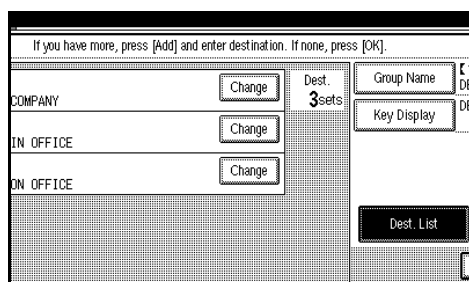 If you have more, press [Add] and enter destination. If none, press [OK].
COMPANY
Change
IN OFFICE
Change
ON OFFICE
Change
Dest.
3sets
Group Name
Key Display
Dest. List